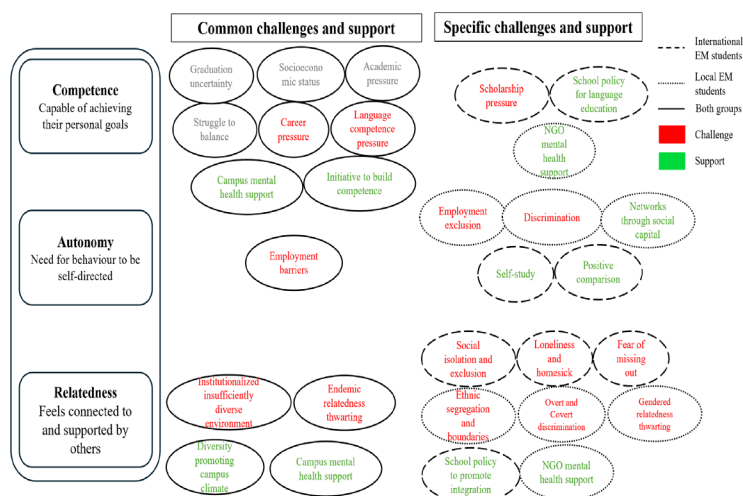 Common challenges and support
Specific challenges and support
International
EM students
Local EM
students
Both groups
Challenge
Support
Competence
Capable of achieving
their personal goals
Graduation
uncertainty
Socioecono
mic status
Academic
pressure
Struggle to
balance
Career
pressure
Language
competence
pressure
Campus mental
health support
Initiative to build
competence
Scholarship
pressure
School policy
for language
education
NGO
mental
health
support
Autonomy
Need for behaviour to be
self-directed
Employment
barriers
Employment
exclusion
Discrimination
Networks
through social
capital
Self-study
Positive
comparison
Relatedness
Feels connected to
and supported by
others
Institutionalized
insufficiently
diverse
environment
Endemic
relatedness
thwarting
Diversity
promoting
campus
climate
Campus mental
health support
Social
isolation and
exclusion
Loneliness
and
homesick
Fear of
missing
out
Ethnic
segregation
and
boundaries
Overt and
Covert
discrimination
Gendered
relatedness
thwarting
School policy
to promote
integration
NGO mental
health support